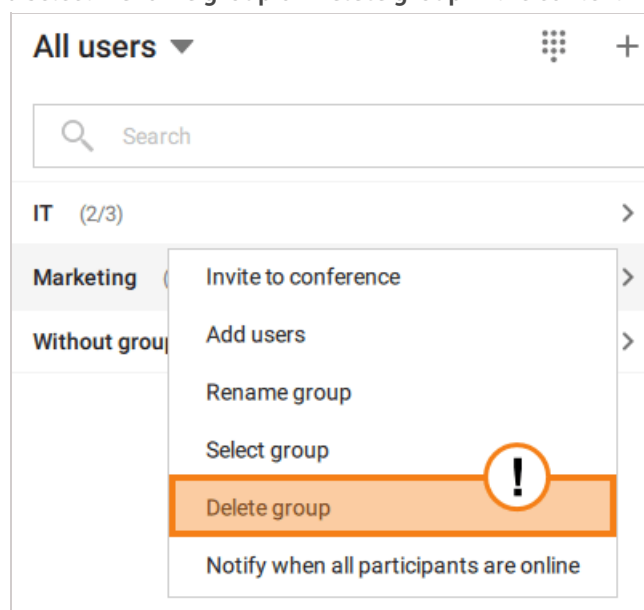 All users
Search
IT (2/3)
Marketing (
Invite to conference
Without grou
Add users
Rename group
Select group
!
Delete group
Notify when all participants are online